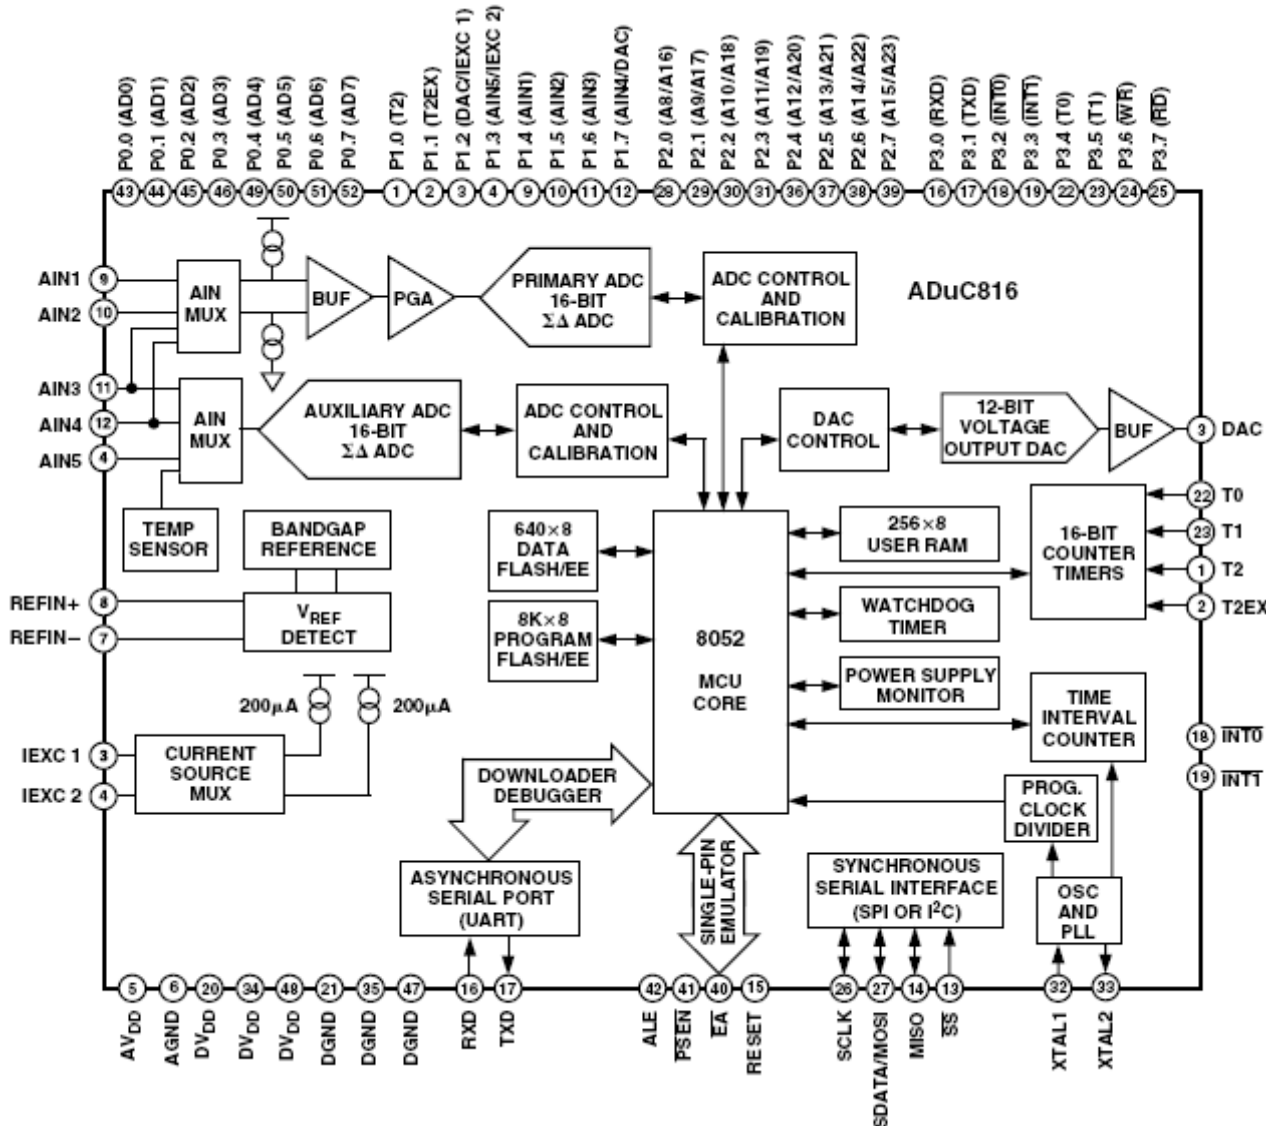 P0.0 (AD0)
P0.1 (AD1)
P0.2 (AD2)
P0.3 (AD3)
P0.4 (AD4)
P0.5 (AD5)
P0.6 (AD6)
P0.7 (AD7)
P1.0 (T2)
P1.1 (T2EX)
P1.2 (DAC/IEXC 1)
P1.3 (AIN5/IEXC 2)
P1.4 (AIN1)
P1.5 (AIN2)
P1.6 (AIN3)
P1.7 (AIN4/DAC)
P2.0 (A8/A16)
P2.1 (A9/A17)
P2.2 (A10/A18)
P2.3 (A11/A19)
P2.4 (A12/A20)
P2.5 (A13/A21)
P2.6 (A14/A22)
P2.7 (A15/A23)
P3.0 (RXD)
P3.1 (TXD)
P3.2 (INT0)
P3.3 (INT1)
P3.4 (T0)
P3.5 (T1)
P3.6 (WR)
P3.7 (RD)
43 44 45 46 49 50 51 52 1 2 3 4 9 10 11 12 28 29 30 31 36 37 38 39 16 17 18 19 22 23 24 25
AIN1 9
AIN2 10
AIN3 11
AIN4 12
AIN5 4
AIN
MUX
BUF
PGA
PRIMARY ADC
16-BIT
ΣΔ ADC
ADC CONTROL
AND
CALIBRATION
ADuC816
AIN
MUX
AUXILIARY ADC
16-BIT
ΣΔ ADC
ADC CONTROL
AND
CALIBRATION
DAC
CONTROL
12-BIT
VOLTAGE
OUTPUT DAC
BUF
3 DAC
TEMP
SENSOR
BANDGAP
REFERENCE
REFIN+ 8
REFIN− 7
VREF
DETECT
640×8
DATA
FLASH/EE
8K×8
PROGRAM
FLASH/EE
8052
MCU
CORE
256×8
USER RAM
WATCHDOG
TIMER
POWER SUPPLY
MONITOR
16-BIT
COUNTER
TIMERS
22 T0
23 T1
1 T2
2 T2EX
TIME
INTERVAL
COUNTER
18 INT0
19 INT1
200μA
200μA
IEXC 1 3
IEXC 2 4
CURRENT
SOURCE
MUX
DOWNLOADER
DEBUGGER
PROG.
CLOCK
DIVIDER
ASYNCHRONOUS
SERIAL PORT
(UART)
SINGLE-PIN
EMULATOR
SYNCHRONOUS
SERIAL INTERFACE
(SPI OR I²C)
OSC
AND
PLL
5 6 20 34 48 21 35 47 16 17 42 41 40 15 26 27 14 13 32 33
AVDD
AGND
DVDD
DVDD
DVDD
DGND
DGND
DGND
RXD
TXD
ALE
PSEN
EA
RESET
SCLK
SDATA/MOSI
MISO
SS
XTAL1
XTAL2